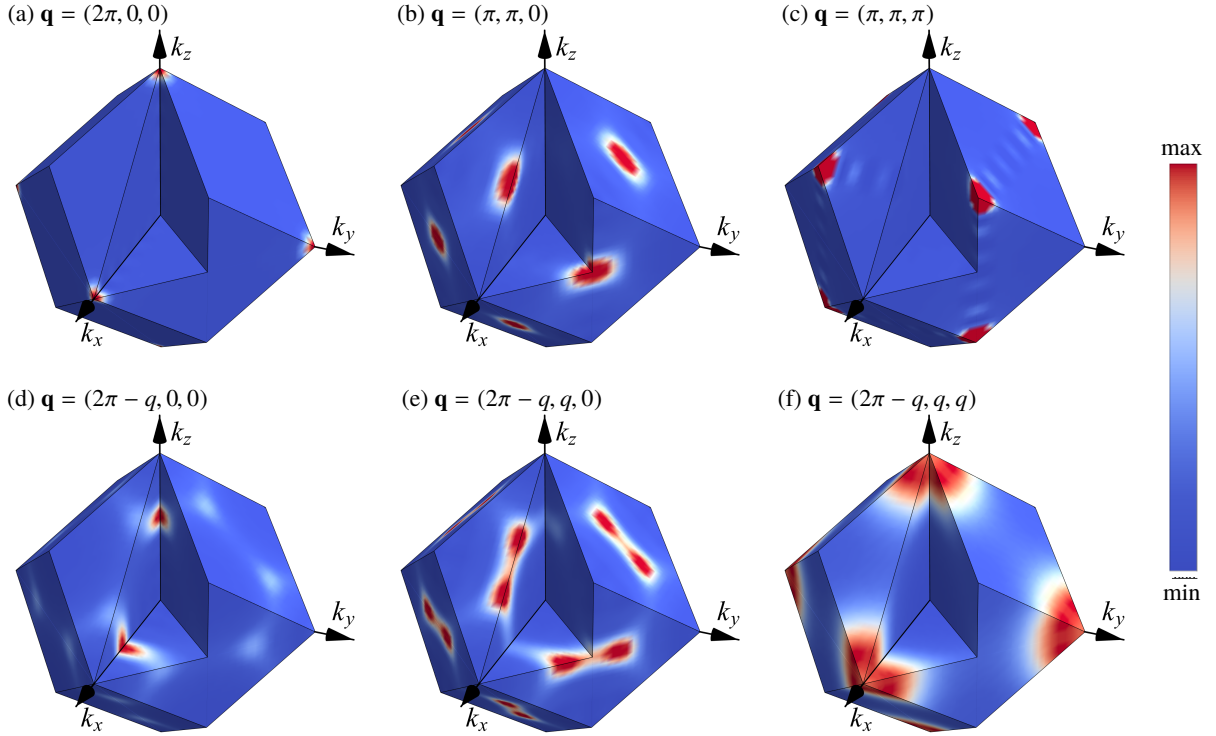 (a) q = (2π, 0, 0)
(b) q = (π, π, 0)
(c) q = (π, π, π)
k_z
k_z
k_z
k_y
k_y
k_y
k_x
k_x
k_x
max
min
(d) q = (2π − q, 0, 0)
(e) q = (2π − q, q, 0)
(f) q = (2π − q, q, q)
k_z
k_z
k_z
k_y
k_y
k_y
k_x
k_x
k_x